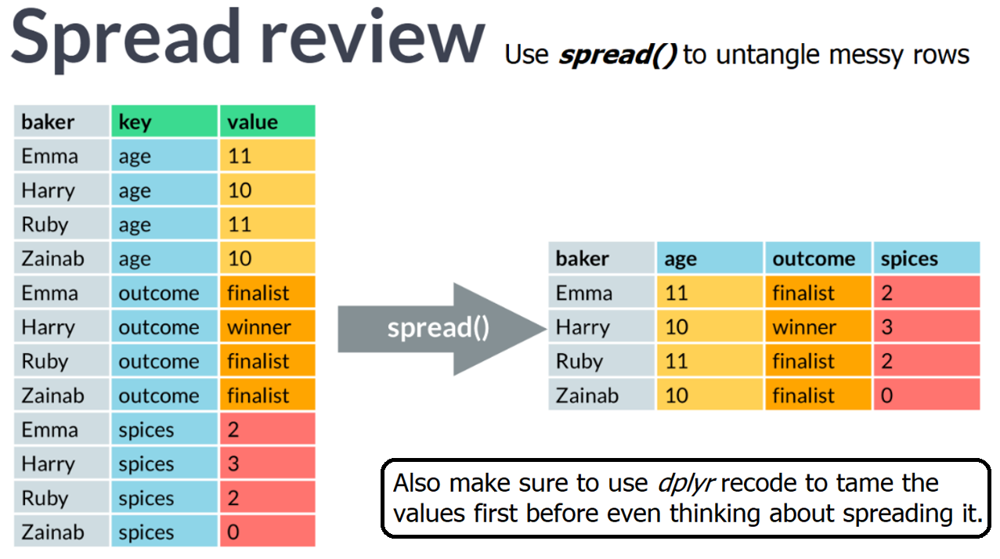 Spread review
Use spread() to untangle messy rows
baker key value
Emma age 11
Harry age 10
Ruby age 11
Zainab age 10
Emma outcome finalist
Harry outcome winner
Ruby outcome finalist
Zainab outcome finalist
Emma spices 2
Harry spices 3
Ruby spices 2
Zainab spices 0
spread()
baker age outcome spices
Emma 11 finalist 2
Harry 10 winner 3
Ruby 11 finalist 2
Zainab 10 finalist 0
Also make sure to use dplyr recode to tame the
values first before even thinking about spreading it.